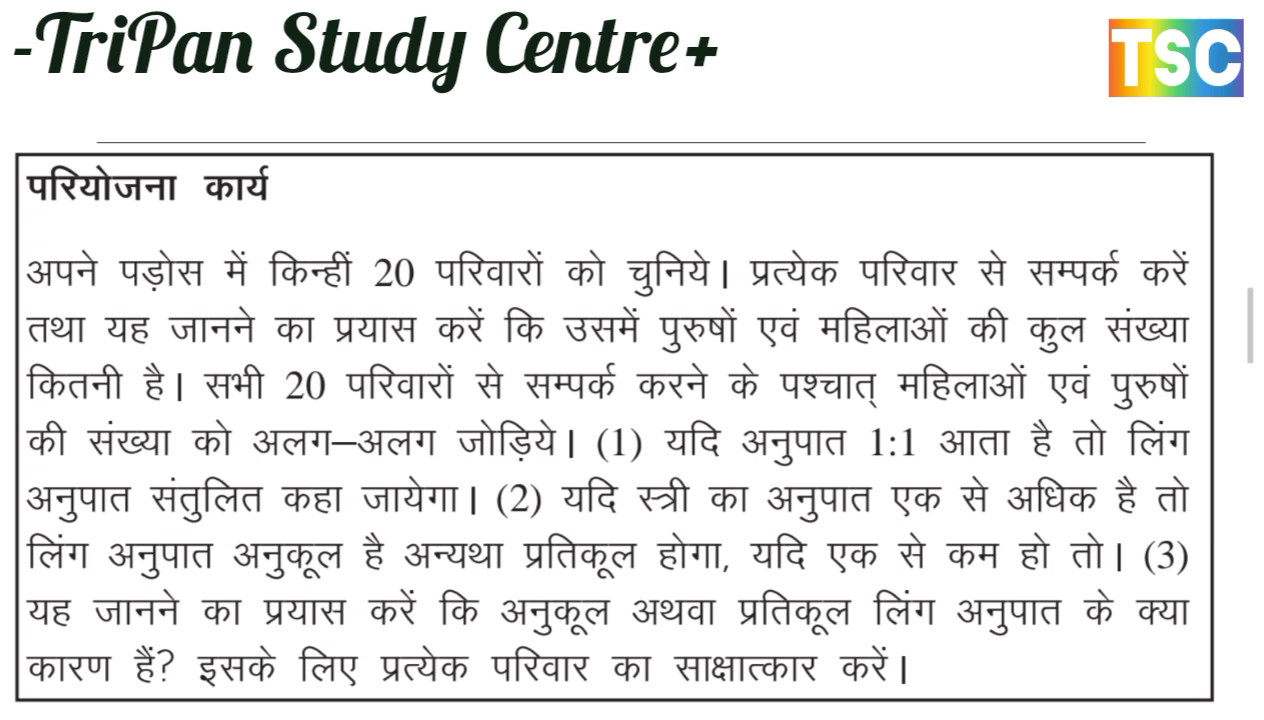 -TriPan Study Centre+
TSC
परियोजना कार्य
अपने पड़ोस में किन्हीं 20 परिवारों को चुनिये। प्रत्येक परिवार से सम्पर्क करें
तथा यह जानने का प्रयास करें कि उसमें पुरुषों एवं महिलाओं की कुल संख्या
कितनी है। सभी 20 परिवारों से सम्पर्क करने के पश्चात् महिलाओं एवं पुरुषों
की संख्या को अलग–अलग जोड़िये। (1) यदि अनुपात 1:1 आता है तो लिंग
अनुपात संतुलित कहा जायेगा। (2) यदि स्त्री का अनुपात एक से अधिक है तो
लिंग अनुपात अनुकूल है अन्यथा प्रतिकूल होगा, यदि एक से कम हो तो। (3)
यह जानने का प्रयास करें कि अनुकूल अथवा प्रतिकूल लिंग अनुपात के क्या
कारण हैं? इसके लिए प्रत्येक परिवार का साक्षात्कार करें।